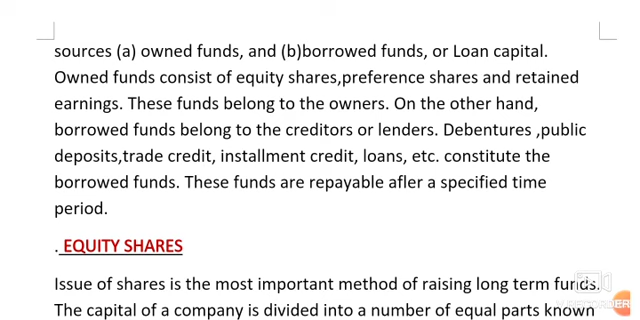 sources (a) owned funds, and (b)borrowed funds, or Loan capital.
Owned funds consist of equity shares,preference shares and retained
earnings. These funds belong to the owners. On the other hand,
borrowed funds belong to the creditors or lenders. Debentures ,public
deposits,trade credit, installment credit, loans, etc. constitute the
borrowed funds. These funds are repayable afler a specified time
period.
. EQUITY SHARES
Issue of shares is the most important method of raising long term funds.
The capital of a company is divided into a number of equal parts known